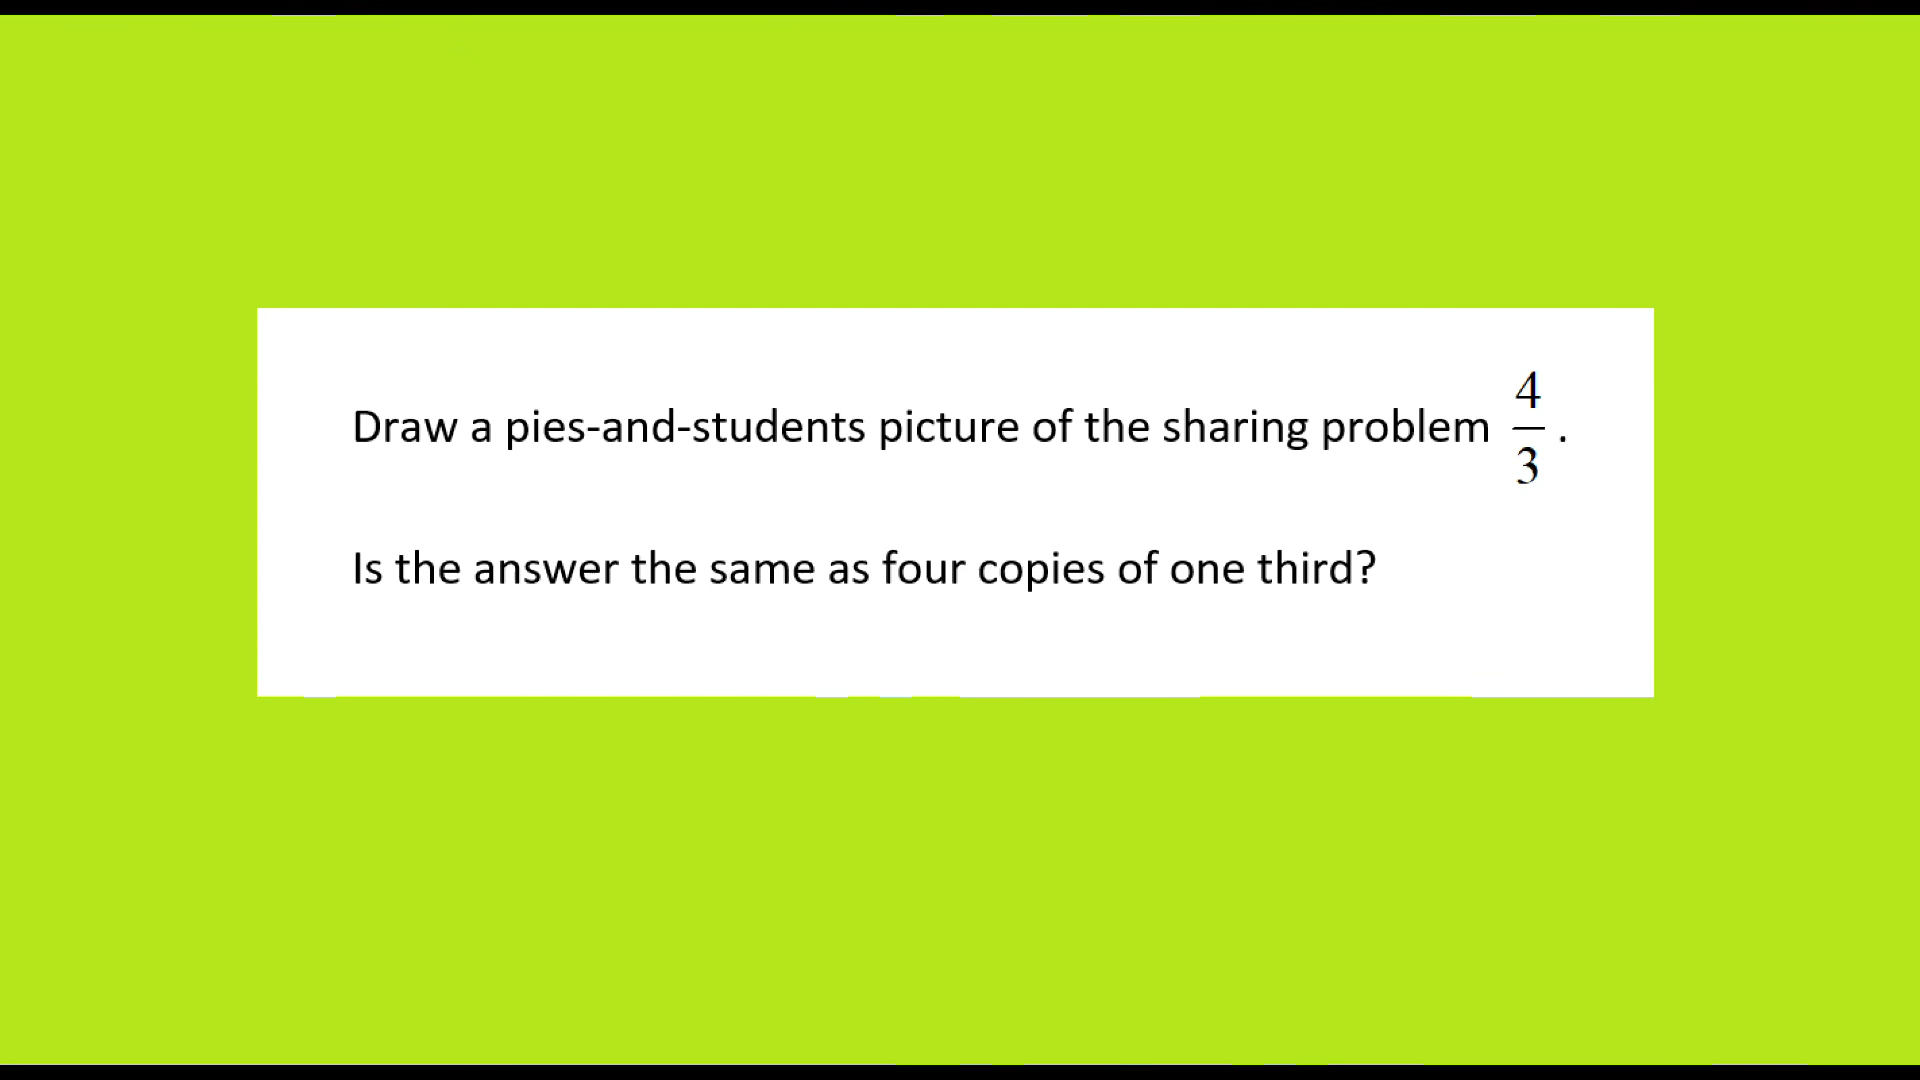 Draw a pies-and-students picture of the sharing problem 4/3.
Is the answer the same as four copies of one third?